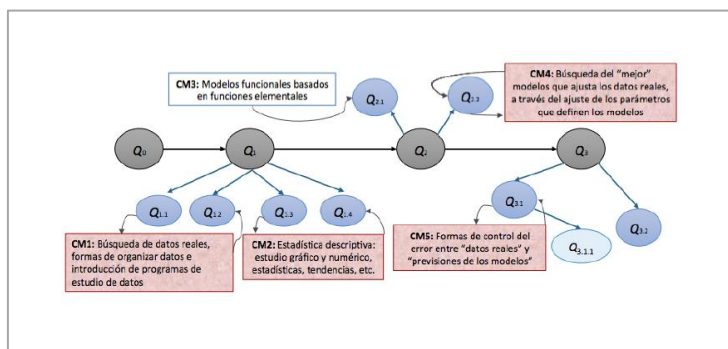 CM3: Modelos funcionales basados
en funciones elementales
Q2.1
Q2.2
CM4: Búsqueda del "mejor"
modelos que ajusta los datos reales,
a través del ajuste de los parámetros
que definen los modelos
Q0
Q1
Q2
Q3
Q1.1
Q1.2
Q1.3
Q1.4
Q3.1
Q3.2
Q3.1.1
CM1: Búsqueda de datos reales,
formas de organizar datos e
introducción de programas de
estudio de datos
CM2: Estadística descriptiva:
estudio gráfico y numérico,
estadísticas, tendencias, etc.
CM5: Formas de control del
error entre "datos reales" y
"previsiones de los modelos"